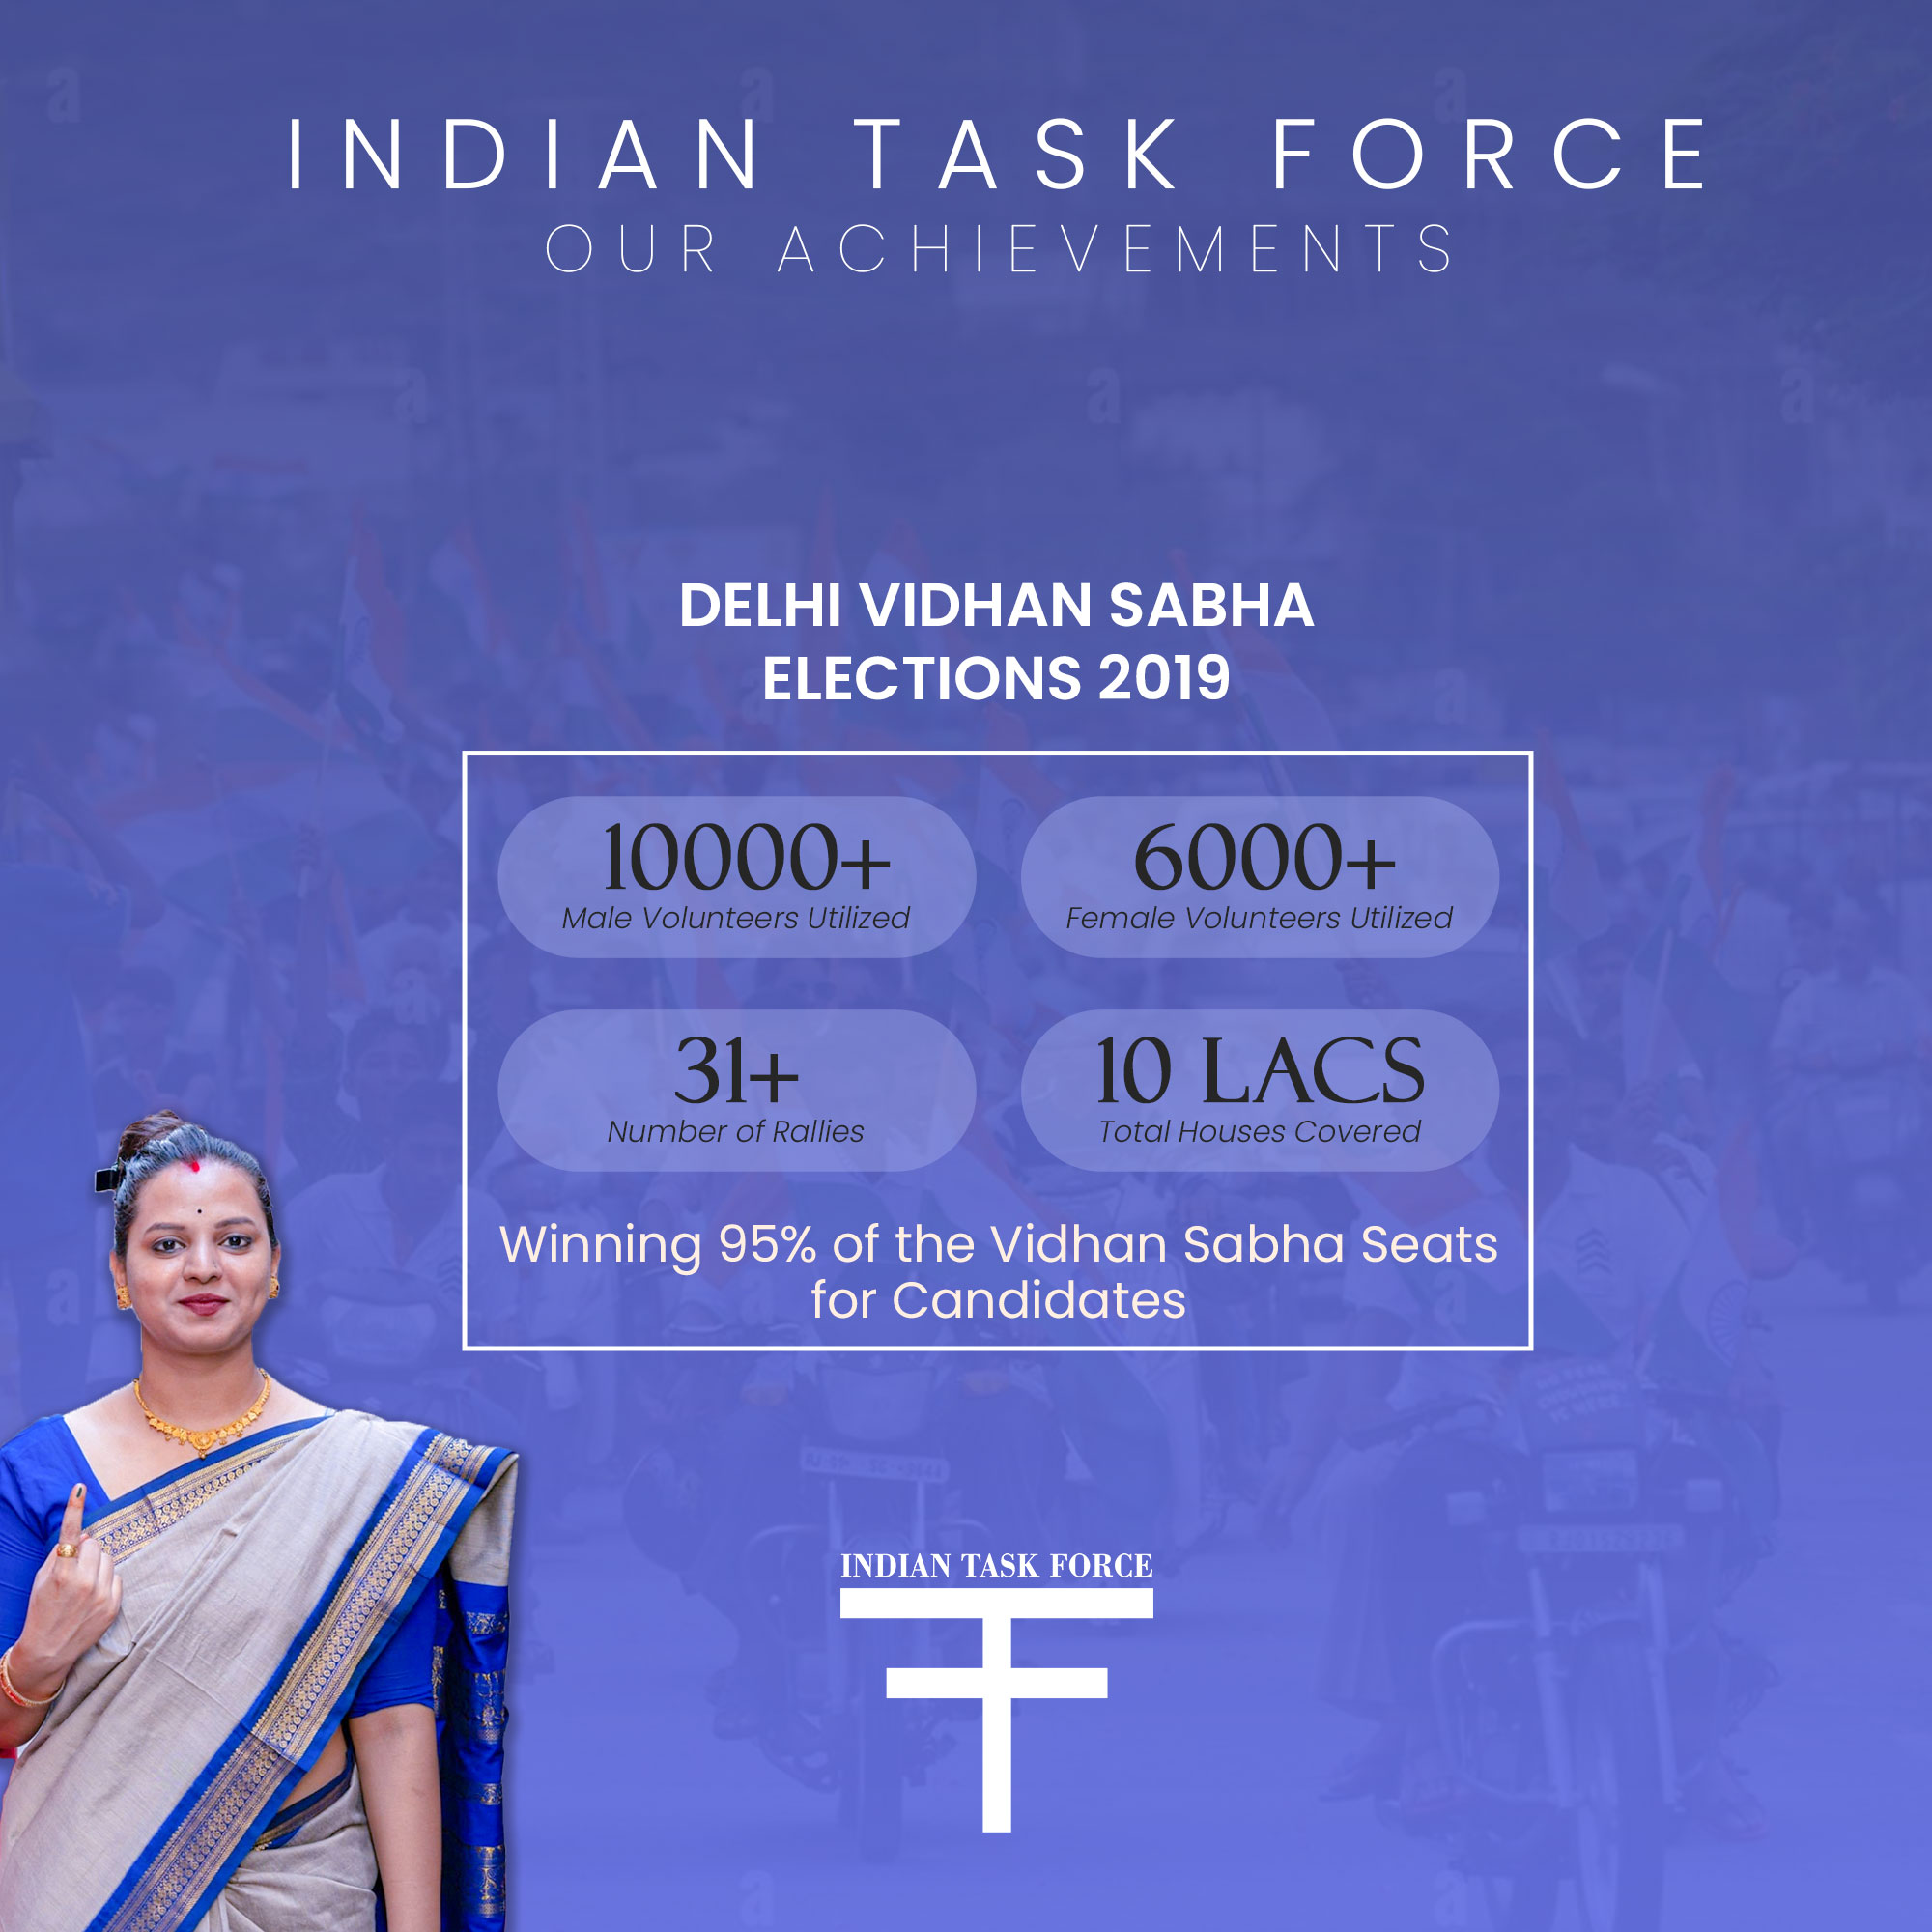 INDIAN TASK FORCE
OUR ACHIEVEMENTS
DELHI VIDHAN SABHA
ELECTIONS 2019
10000+
Male Volunteers Utilized
6000+
Female Volunteers Utilized
31+
Number of Rallies
10 LACS
Total Houses Covered
Winning 95% of the Vidhan Sabha Seats
for Candidates
INDIAN TASK FORCE